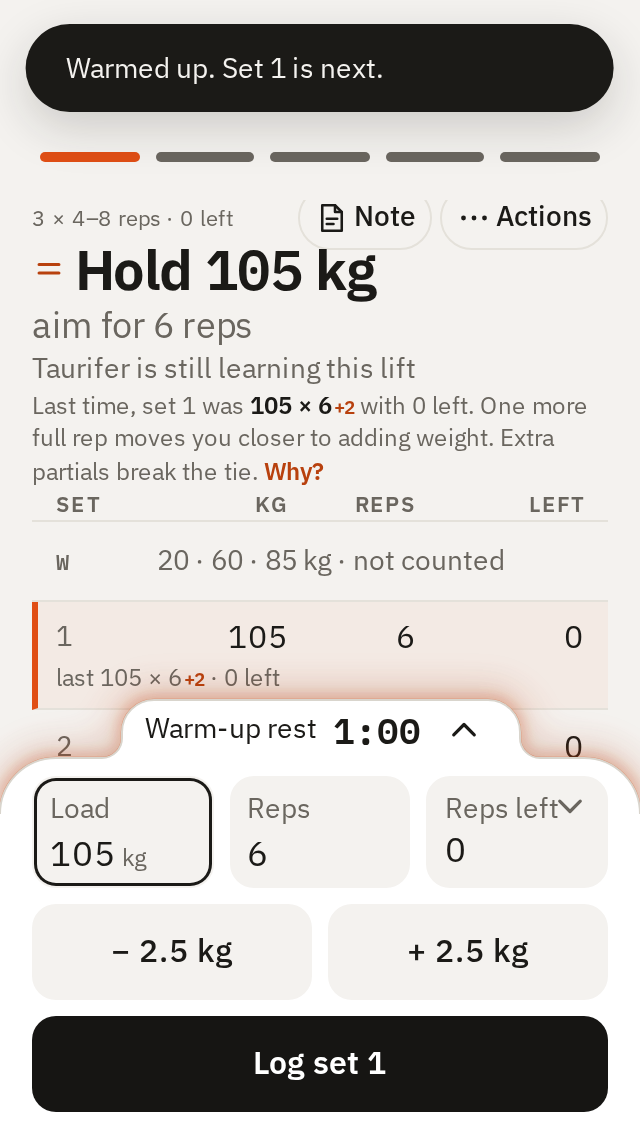 Warmed up. Set 1 is next.
3 × 4–8 reps · 0 left
Note
Actions
= Hold 105 kg
aim for 6 reps
Taurifer is still learning this lift
Last time, set 1 was 105 × 6 +2 with 0 left. One more
full rep moves you closer to adding weight. Extra
partials break the tie. Why?
SET KG REPS LEFT
W 20 · 60 · 85 kg · not counted
1 105 6 0
last 105 × 6 +2 · 0 left
2 0
Warm-up rest 1:00
Load Reps Reps left
105 kg 6 0
− 2.5 kg + 2.5 kg
Log set 1